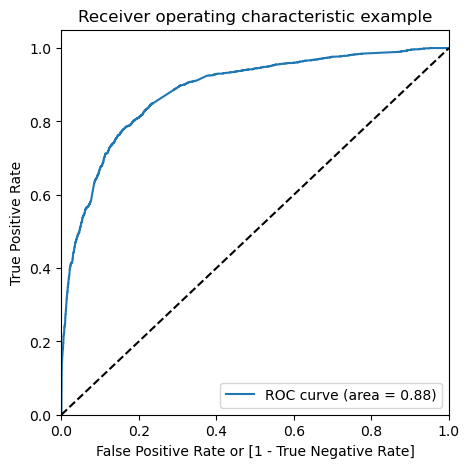 Receiver operating characteristic example
True Positive Rate
1.0
0.8
0.6
0.4
0.2
0.0
ROC curve (area = 0.88)
0.0 0.2 0.4 0.6 0.8 1.0
False Positive Rate or [1 - True Negative Rate]